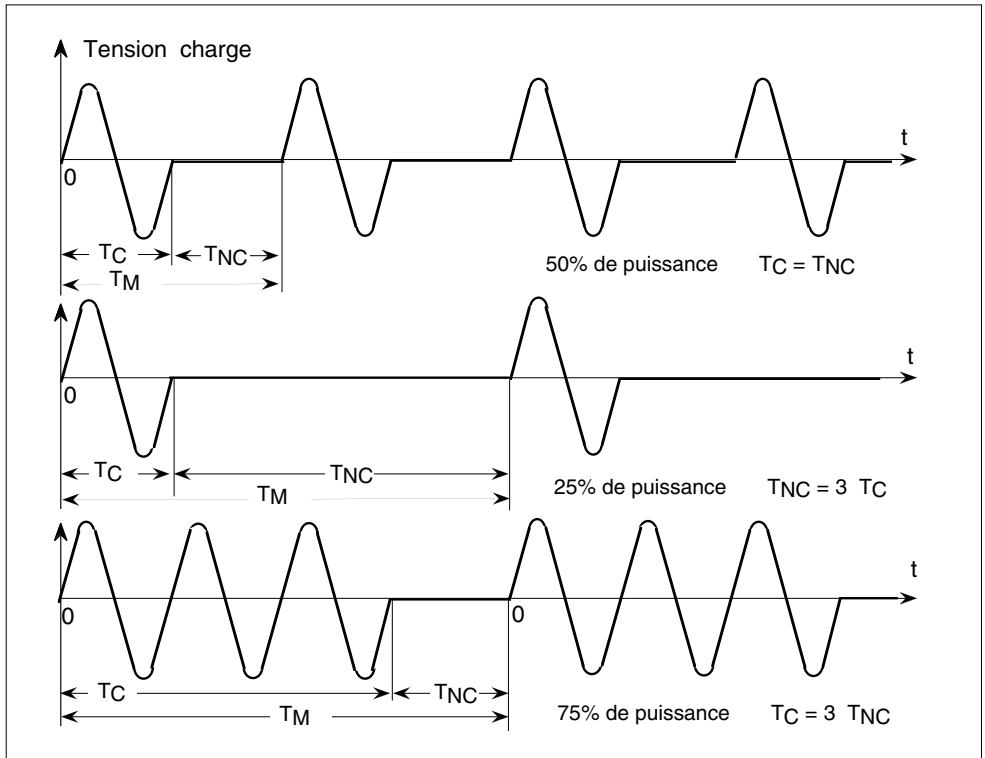 Tension charge
t
0
TC TNC
TM
50% de puissance TC = TNC
t
0
TC TNC
TM
25% de puissance TNC = 3 TC
t
0 0
TC TNC
TM
75% de puissance TC = 3 TNC